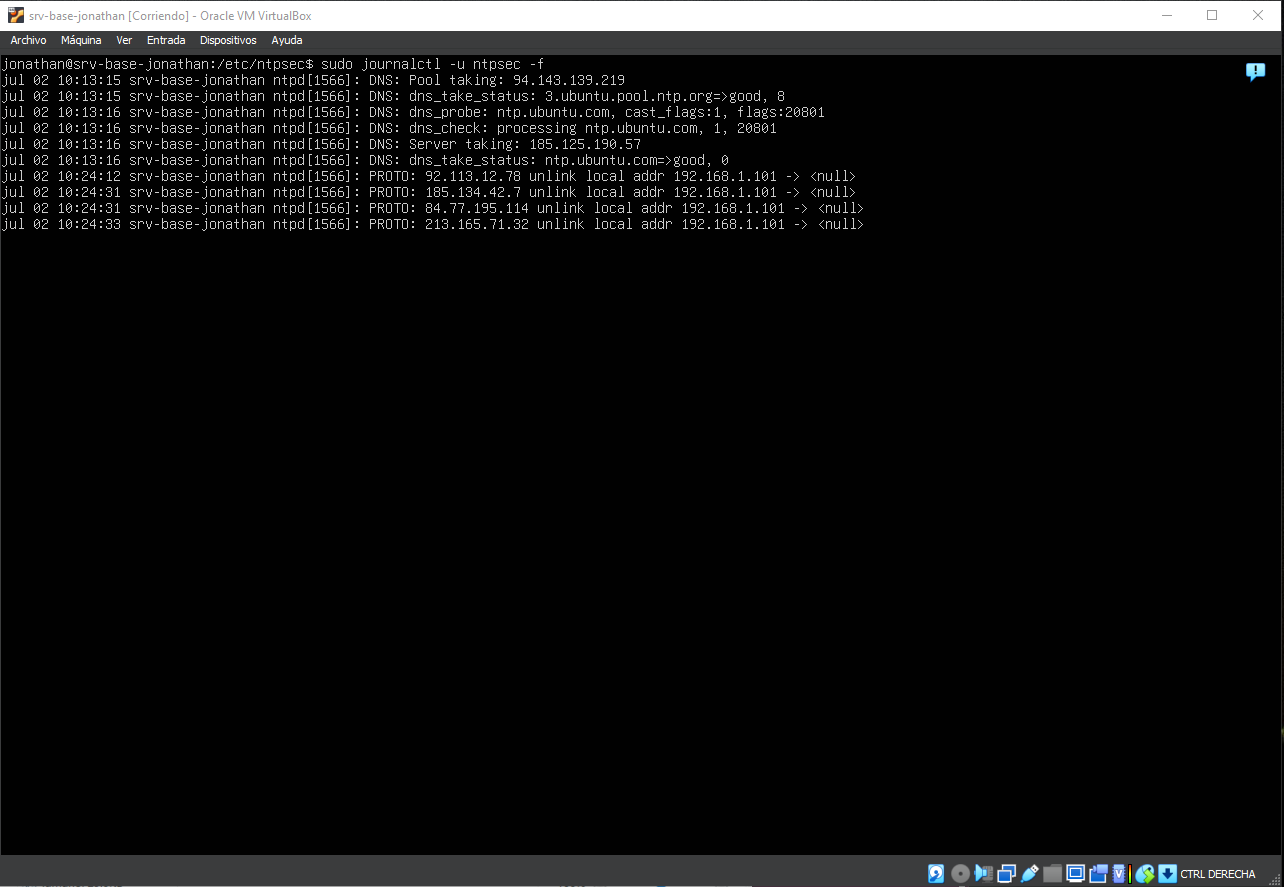 srv-base-jonathan [Corriendo] - Oracle VM VirtualBox
Archivo Máquina Ver Entrada Dispositivos Ayuda
jonathan@srv-base-jonathan:/etc/ntpsec$ sudo journalctl -u ntpsec -f
jul 02 10:13:15 srv-base-jonathan ntpd[1566]: DNS: Pool taking: 94.143.139.219
jul 02 10:13:15 srv-base-jonathan ntpd[1566]: DNS: dns_take_status: 3.ubuntu.pool.ntp.org=>good, 8
jul 02 10:13:16 srv-base-jonathan ntpd[1566]: DNS: dns_probe: ntp.ubuntu.com, cast_flags:1, flags:20801
jul 02 10:13:16 srv-base-jonathan ntpd[1566]: DNS: dns_check: processing ntp.ubuntu.com, 1, 20801
jul 02 10:13:16 srv-base-jonathan ntpd[1566]: DNS: Server taking: 185.125.190.57
jul 02 10:13:16 srv-base-jonathan ntpd[1566]: DNS: dns_take_status: ntp.ubuntu.com=>good, 0
jul 02 10:24:12 srv-base-jonathan ntpd[1566]: PROTO: 92.113.12.78 unlink local addr 192.168.1.101 -> <null>
jul 02 10:24:31 srv-base-jonathan ntpd[1566]: PROTO: 185.134.42.7 unlink local addr 192.168.1.101 -> <null>
jul 02 10:24:31 srv-base-jonathan ntpd[1566]: PROTO: 84.77.195.114 unlink local addr 192.168.1.101 -> <null>
jul 02 10:24:33 srv-base-jonathan ntpd[1566]: PROTO: 213.165.71.32 unlink local addr 192.168.1.101 -> <null>
CTRL DERECHA